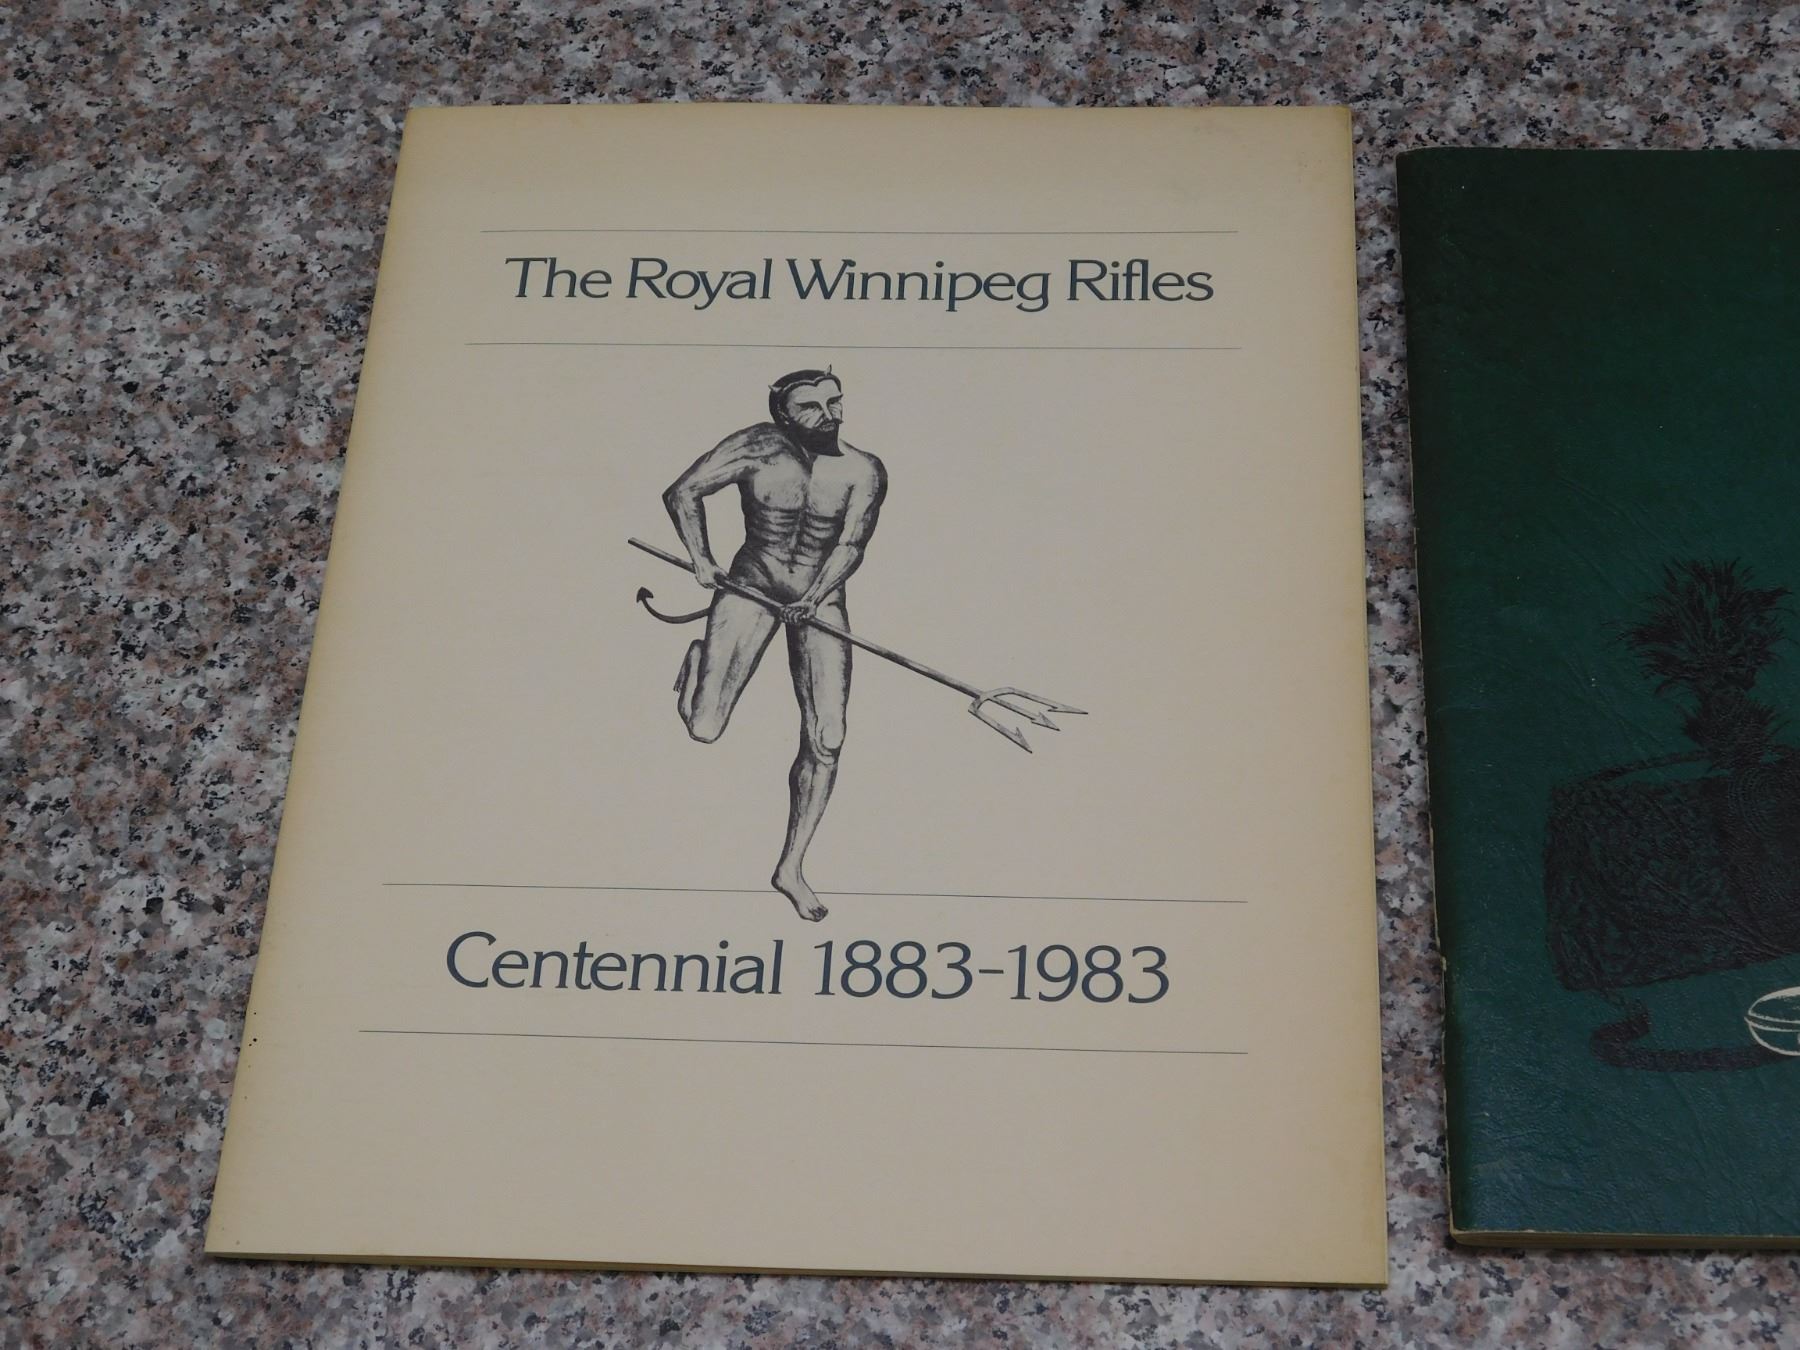 The Royal Winnipeg Rifles
Centennial 1883-1983